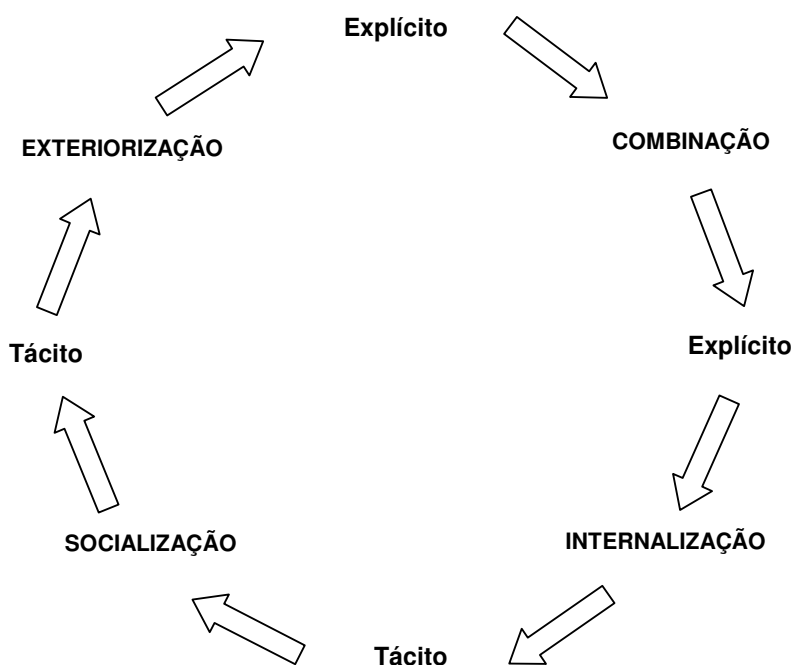 Explícito
EXTERIORIZAÇÃO
COMBINAÇÃO
Tácito
Explícito
SOCIALIZAÇÃO
INTERNALIZAÇÃO
Tácito